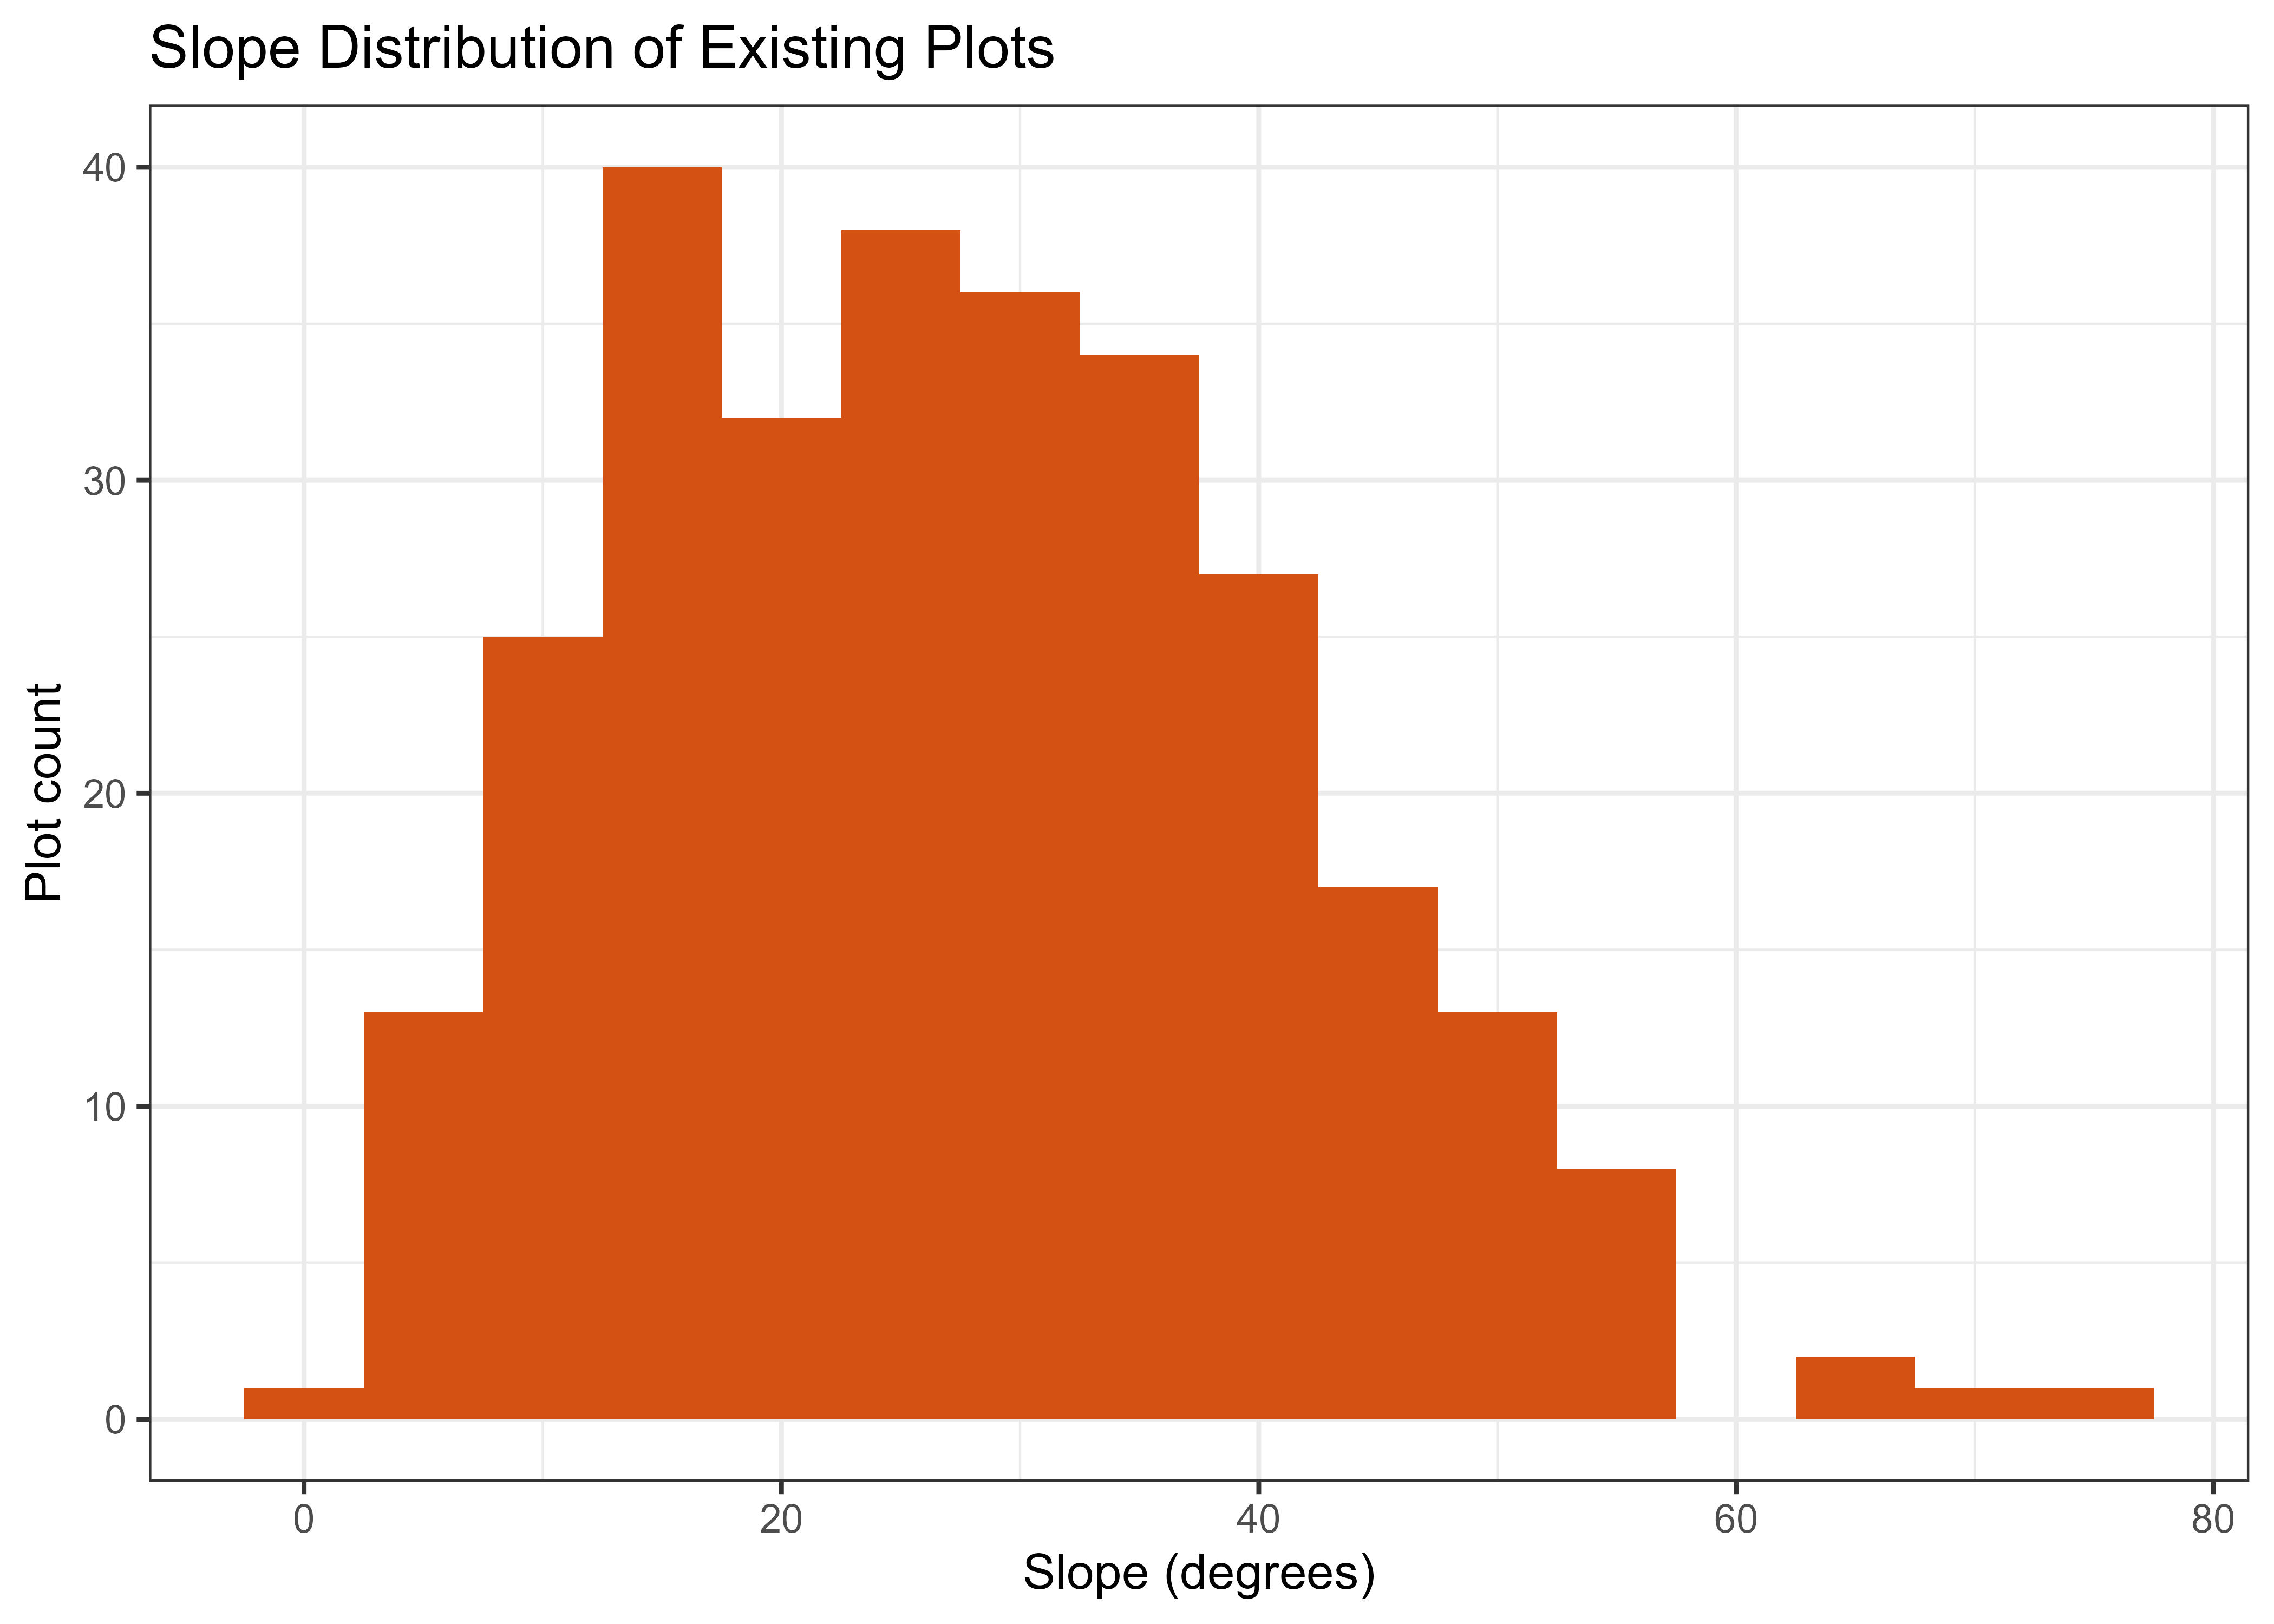 Slope Distribution of Existing Plots
Plot count
40
30
20
10
0
0 20 40 60 80
Slope (degrees)